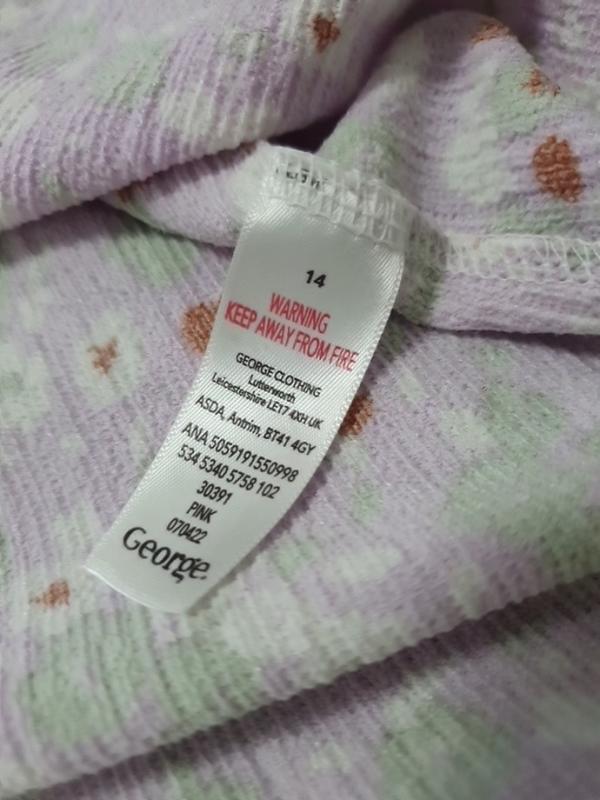 14
WARNING
KEEP AWAY FROM FIRE
GEORGE CLOTHING
Lutterworth
Leicestershire LE17 4XH UK
ASDA, Antrim, BT41 4GY
ANA 5059191550998
534 5340 5758 102
30391
PINK
070422
George.